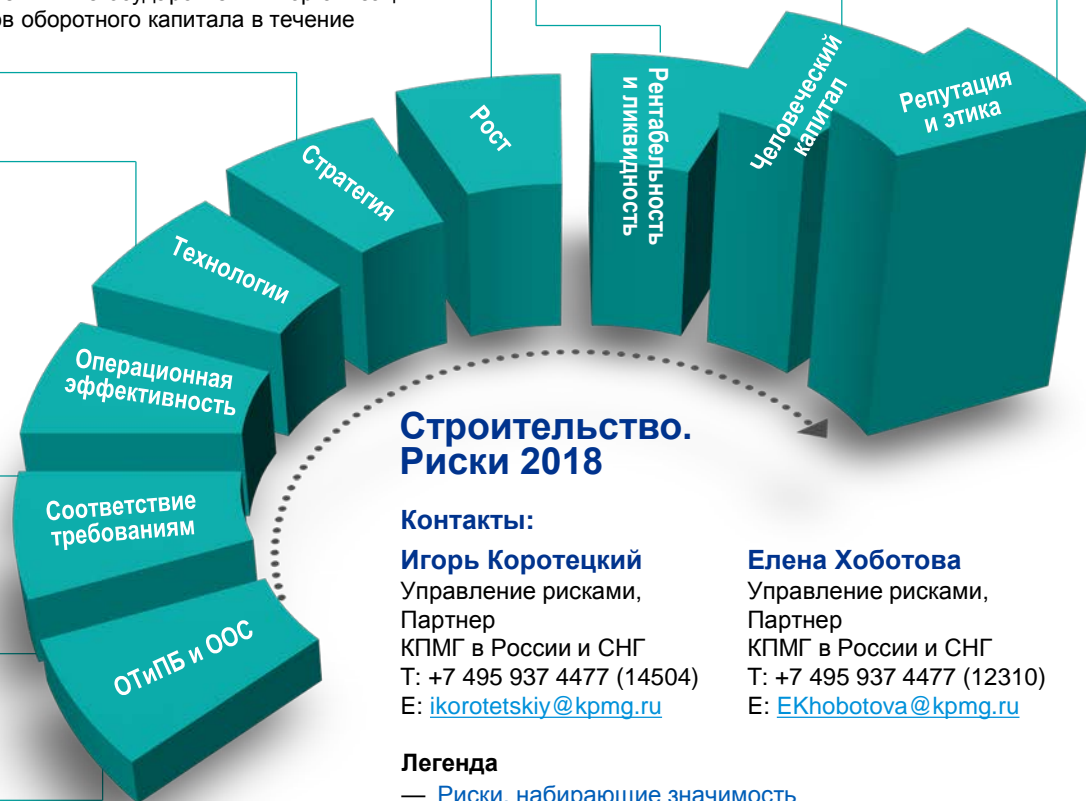 ов оборотного капитала в течение
Рост
Рентабельность
и ликвидность
Человеческий
капитал
Репутация
и этика
Стратегия
Технологии
Операционная
эффективность
Соответствие
требованиям
ОТиПБ и ООС
Строительство.
Риски 2018
Контакты:
Игорь Коротецкий
Управление рисками,
Партнер
КПМГ в России и СНГ
Т: +7 495 937 4477 (14504)
E: ikorotetskiy@kpmg.ru
Елена Хоботова
Управление рисками,
Партнер
КПМГ в России и СНГ
Т: +7 495 937 4477 (12310)
E: EKhobotova@kpmg.ru
Легенда
— Риски, набирающие значимость